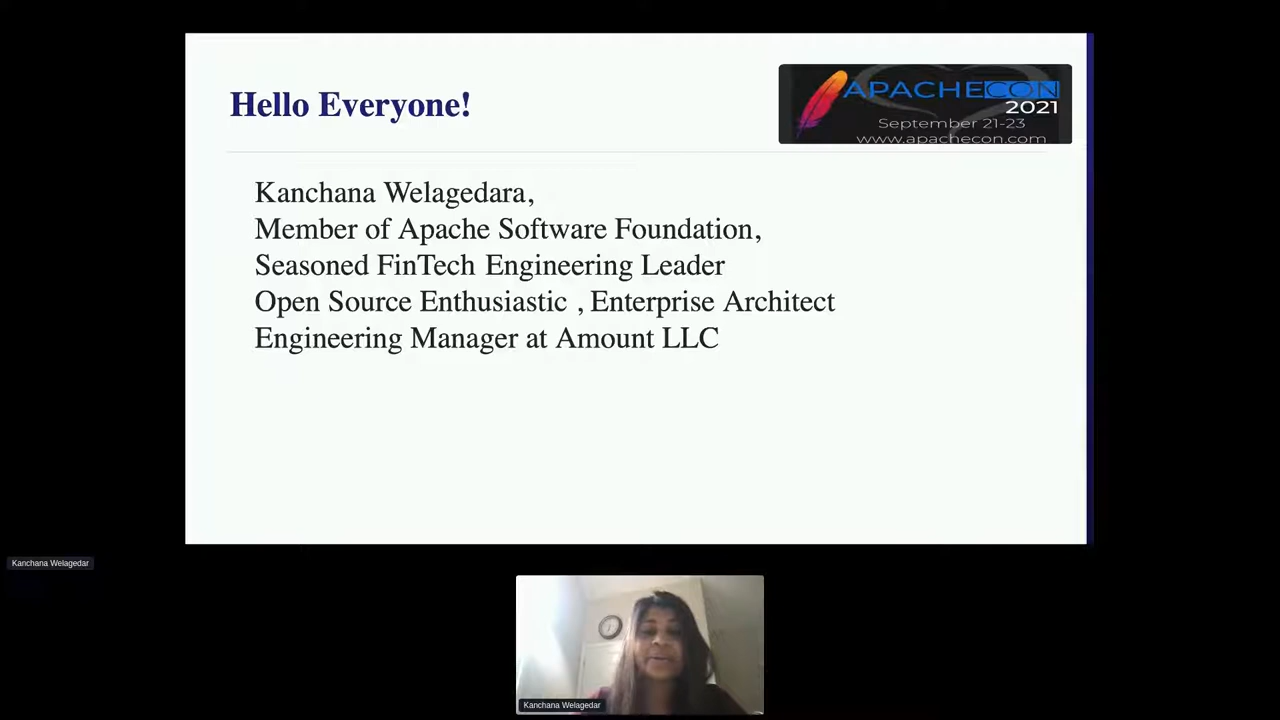 Hello Everyone!
APACHECON
2021
September 21-23
www.apachecon.com
Kanchana Welagedara,
Member of Apache Software Foundation,
Seasoned FinTech Engineering Leader
Open Source Enthusiastic , Enterprise Architect
Engineering Manager at Amount LLC
Kanchana Welagedar
Kanchana Welagedar